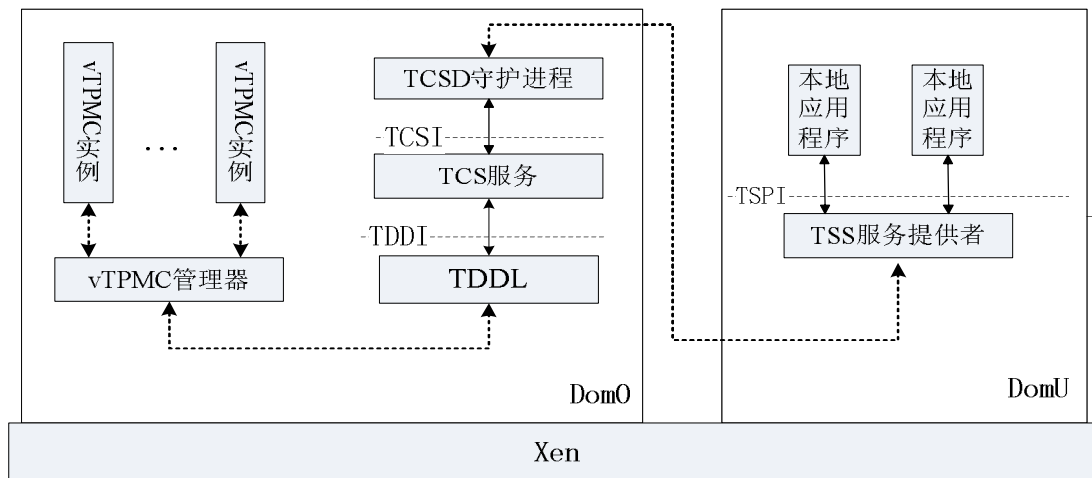 vTPMC实例
...
vTPMC实例
vTPMC管理器
TCSD守护进程
TCSI
TCS服务
TDDI
TDDL
Dom0
本地
应用
程序
本地
应用
程序
TSPI
TSS服务提供者
DomU
Xen